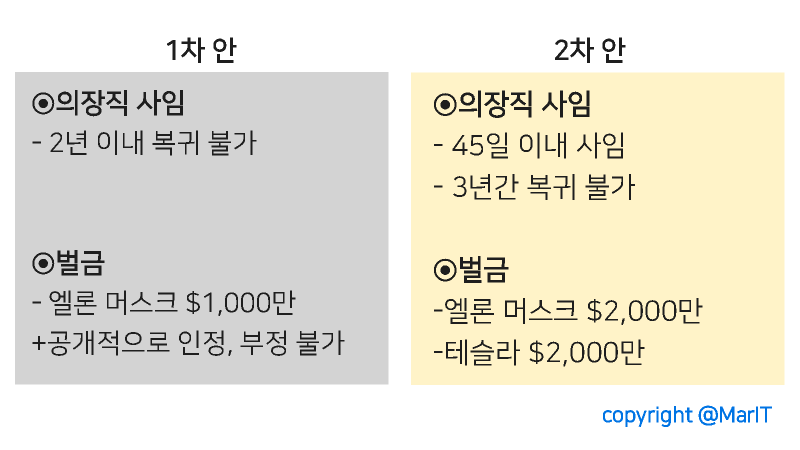 1차 안
◉의장직 사임
- 2년 이내 복귀 불가
◉벌금
- 엘론 머스크 $1,000만
+공개적으로 인정, 부정 불가
2차 안
◉의장직 사임
- 45일 이내 사임
- 3년간 복귀 불가
◉벌금
-엘론 머스크 $2,000만
-테슬라 $2,000만
copyright @MarIT